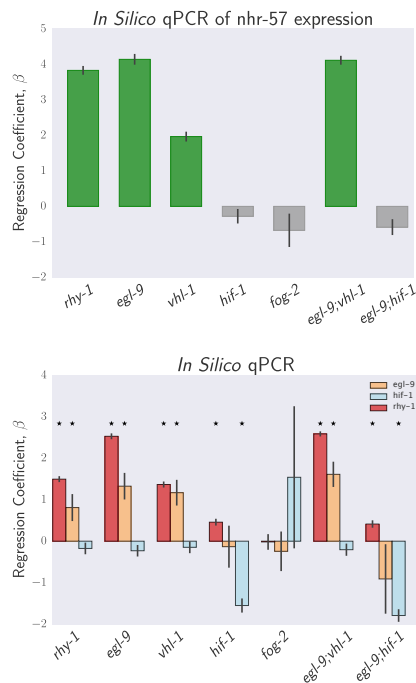 In Silico qPCR of nhr-57 expression
Regression Coefficient, β
5
4
3
2
1
0
−1
−2
rhy-1
egl-9
vhl-1
hif-1
fog-2
egl-9;vhl-1
egl-9;hif-1
In Silico qPCR
Regression Coefficient, β
4
3
2
1
0
−1
−2
egl-9
hif-1
rhy-1
★ ★ ★ ★ ★ ★ ★ ★ ★ ★ ★ ★
rhy-1
egl-9
vhl-1
hif-1
fog-2
egl-9;vhl-1
egl-9;hif-1